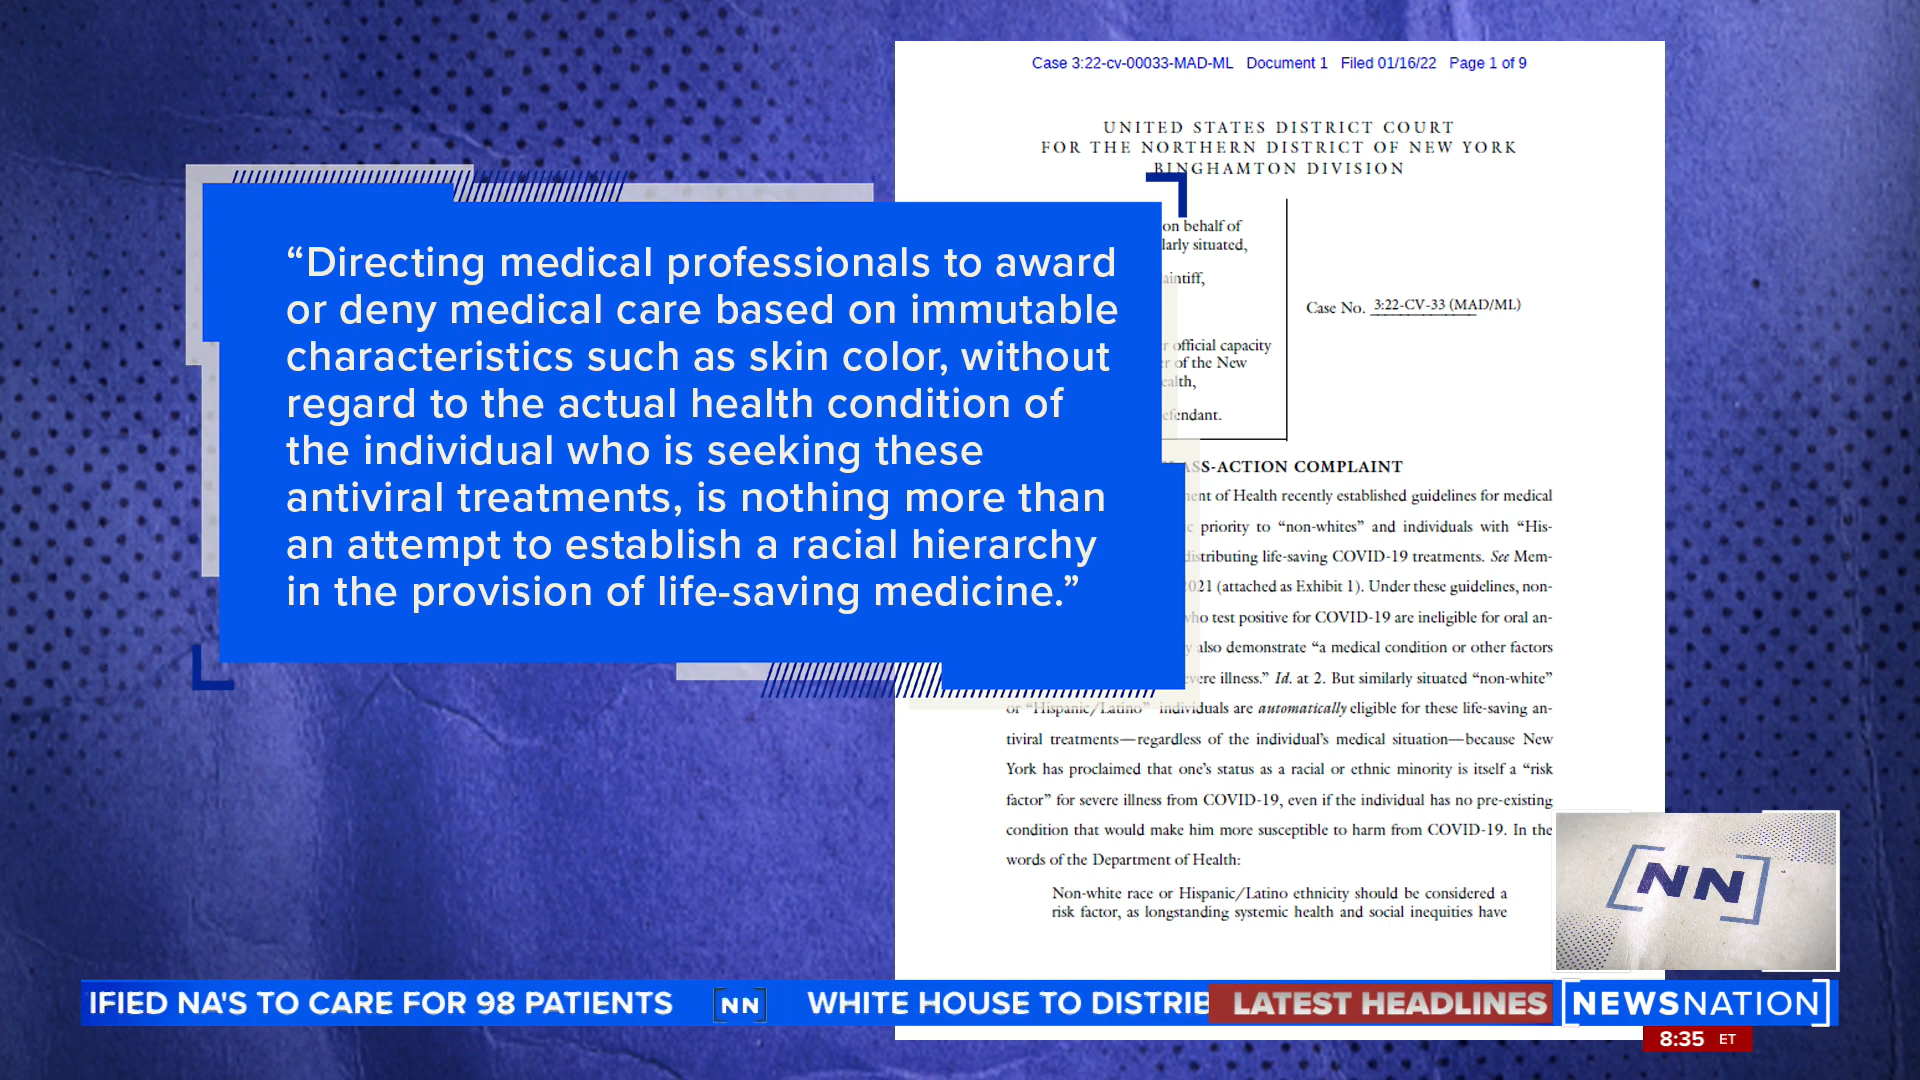 Case 3:22-cv-00033-MAD-ML Document 1 Filed 01/16/22 Page 1 of 9
UNITED STATES DISTRICT COURT
FOR THE NORTHERN DISTRICT OF NEW YORK
BINGHAMTON DIVISION
“Directing medical professionals to award
or deny medical care based on immutable
characteristics such as skin color, without
regard to the actual health condition of
the individual who is seeking these
antiviral treatments, is nothing more than
an attempt to establish a racial hierarchy
in the provision of life-saving medicine.”
on behalf of
larly situated,
aintiff,
Case No. 3:22-CV-33 (MAD/ML)
r official capacity
r of the New
ealth,
efendant.
ASS-ACTION COMPLAINT
ent of Health recently established guidelines for medical
c priority to “non-whites” and individuals with “His-
distributing life-saving COVID-19 treatments. See Mem-
2021 (attached as Exhibit 1). Under these guidelines, non-
who test positive for COVID-19 are ineligible for oral an-
y also demonstrate “a medical condition or other factors
evere illness.” Id. at 2. But similarly situated “non-white”
or “Hispanic/Latino” individuals are automatically eligible for these life-saving an-
tiviral treatments—regardless of the individual’s medical situation—because New
York has proclaimed that one’s status as a racial or ethnic minority is itself a “risk
factor” for severe illness from COVID-19, even if the individual has no pre-existing
condition that would make him more susceptible to harm from COVID-19. In the
words of the Department of Health:
Non-white race or Hispanic/Latino ethnicity should be considered a
risk factor, as longstanding systemic health and social inequities have
[NN]
IFIED NA'S TO CARE FOR 98 PATIENTS [NN] WHITE HOUSE TO DISTRIB LATEST HEADLINES [NEWSNATION]
8:35 ET